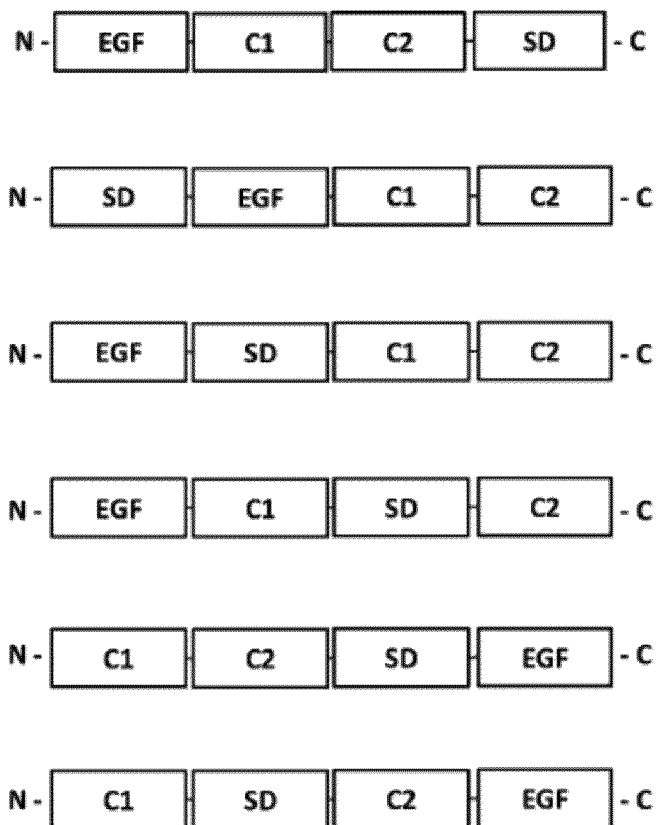 N - EGF C1 C2 SD - C
N - SD EGF C1 C2 - C
N - EGF SD C1 C2 - C
N - EGF C1 SD C2 - C
N - C1 C2 SD EGF - C
N - C1 SD C2 EGF - C